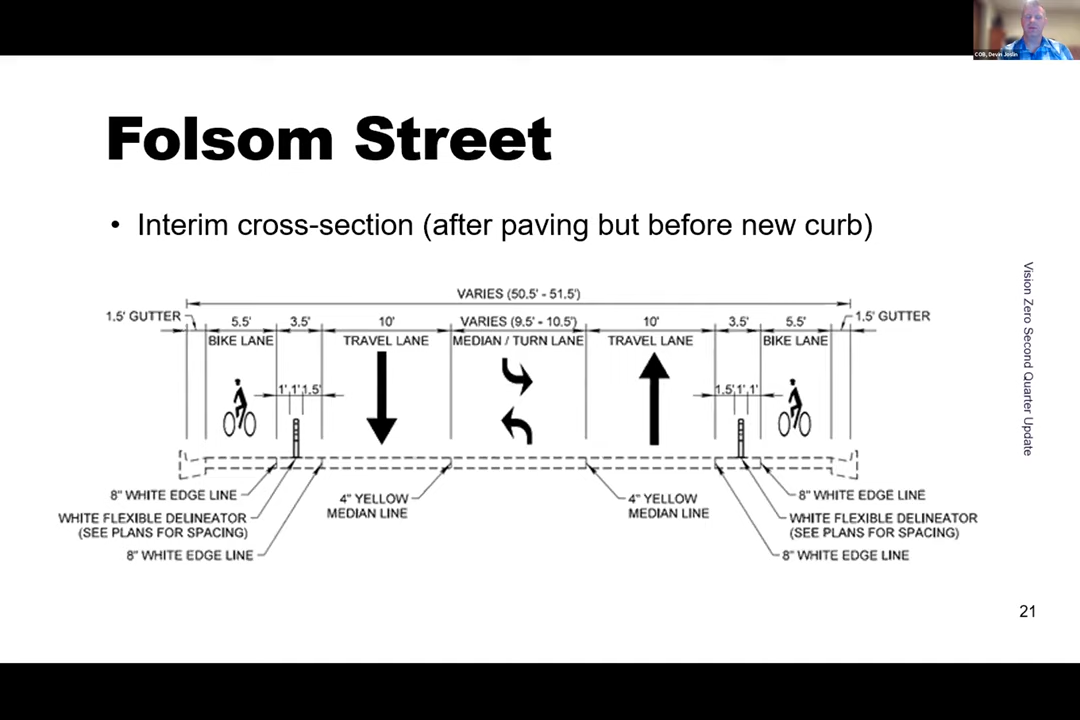 COB, Devin Joslin
Folsom Street
• Interim cross-section (after paving but before new curb)
VARIES (50.5' - 51.5')
1.5' GUTTER
5.5'
3.5'
10'
VARIES (9.5' - 10.5')
10'
3.5'
5.5'
1.5' GUTTER
BIKE LANE
TRAVEL LANE
MEDIAN / TURN LANE
TRAVEL LANE
BIKE LANE
1' 1' 1.5'
1.5' 1' 1'
8" WHITE EDGE LINE
WHITE FLEXIBLE DELINEATOR
(SEE PLANS FOR SPACING)
8" WHITE EDGE LINE
4" YELLOW
MEDIAN LINE
4" YELLOW
MEDIAN LINE
8" WHITE EDGE LINE
WHITE FLEXIBLE DELINEATOR
(SEE PLANS FOR SPACING)
8" WHITE EDGE LINE
Vision Zero Second Quarter Update
21